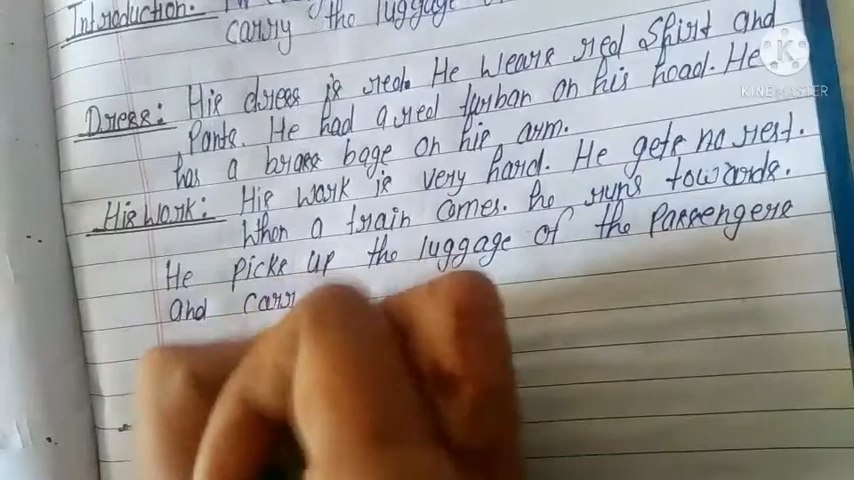 Introduction:
carry the luggage
Dress: His dress is red. He wears red Shirt and
Pants. He had a red turban on his head. He
has a brass bage on his arm.
His work: His work is very hard. He gets no rest.
When a train comes. he runs towards.
He picks up the luggage of the Passengers
and carr
KINEMASTER